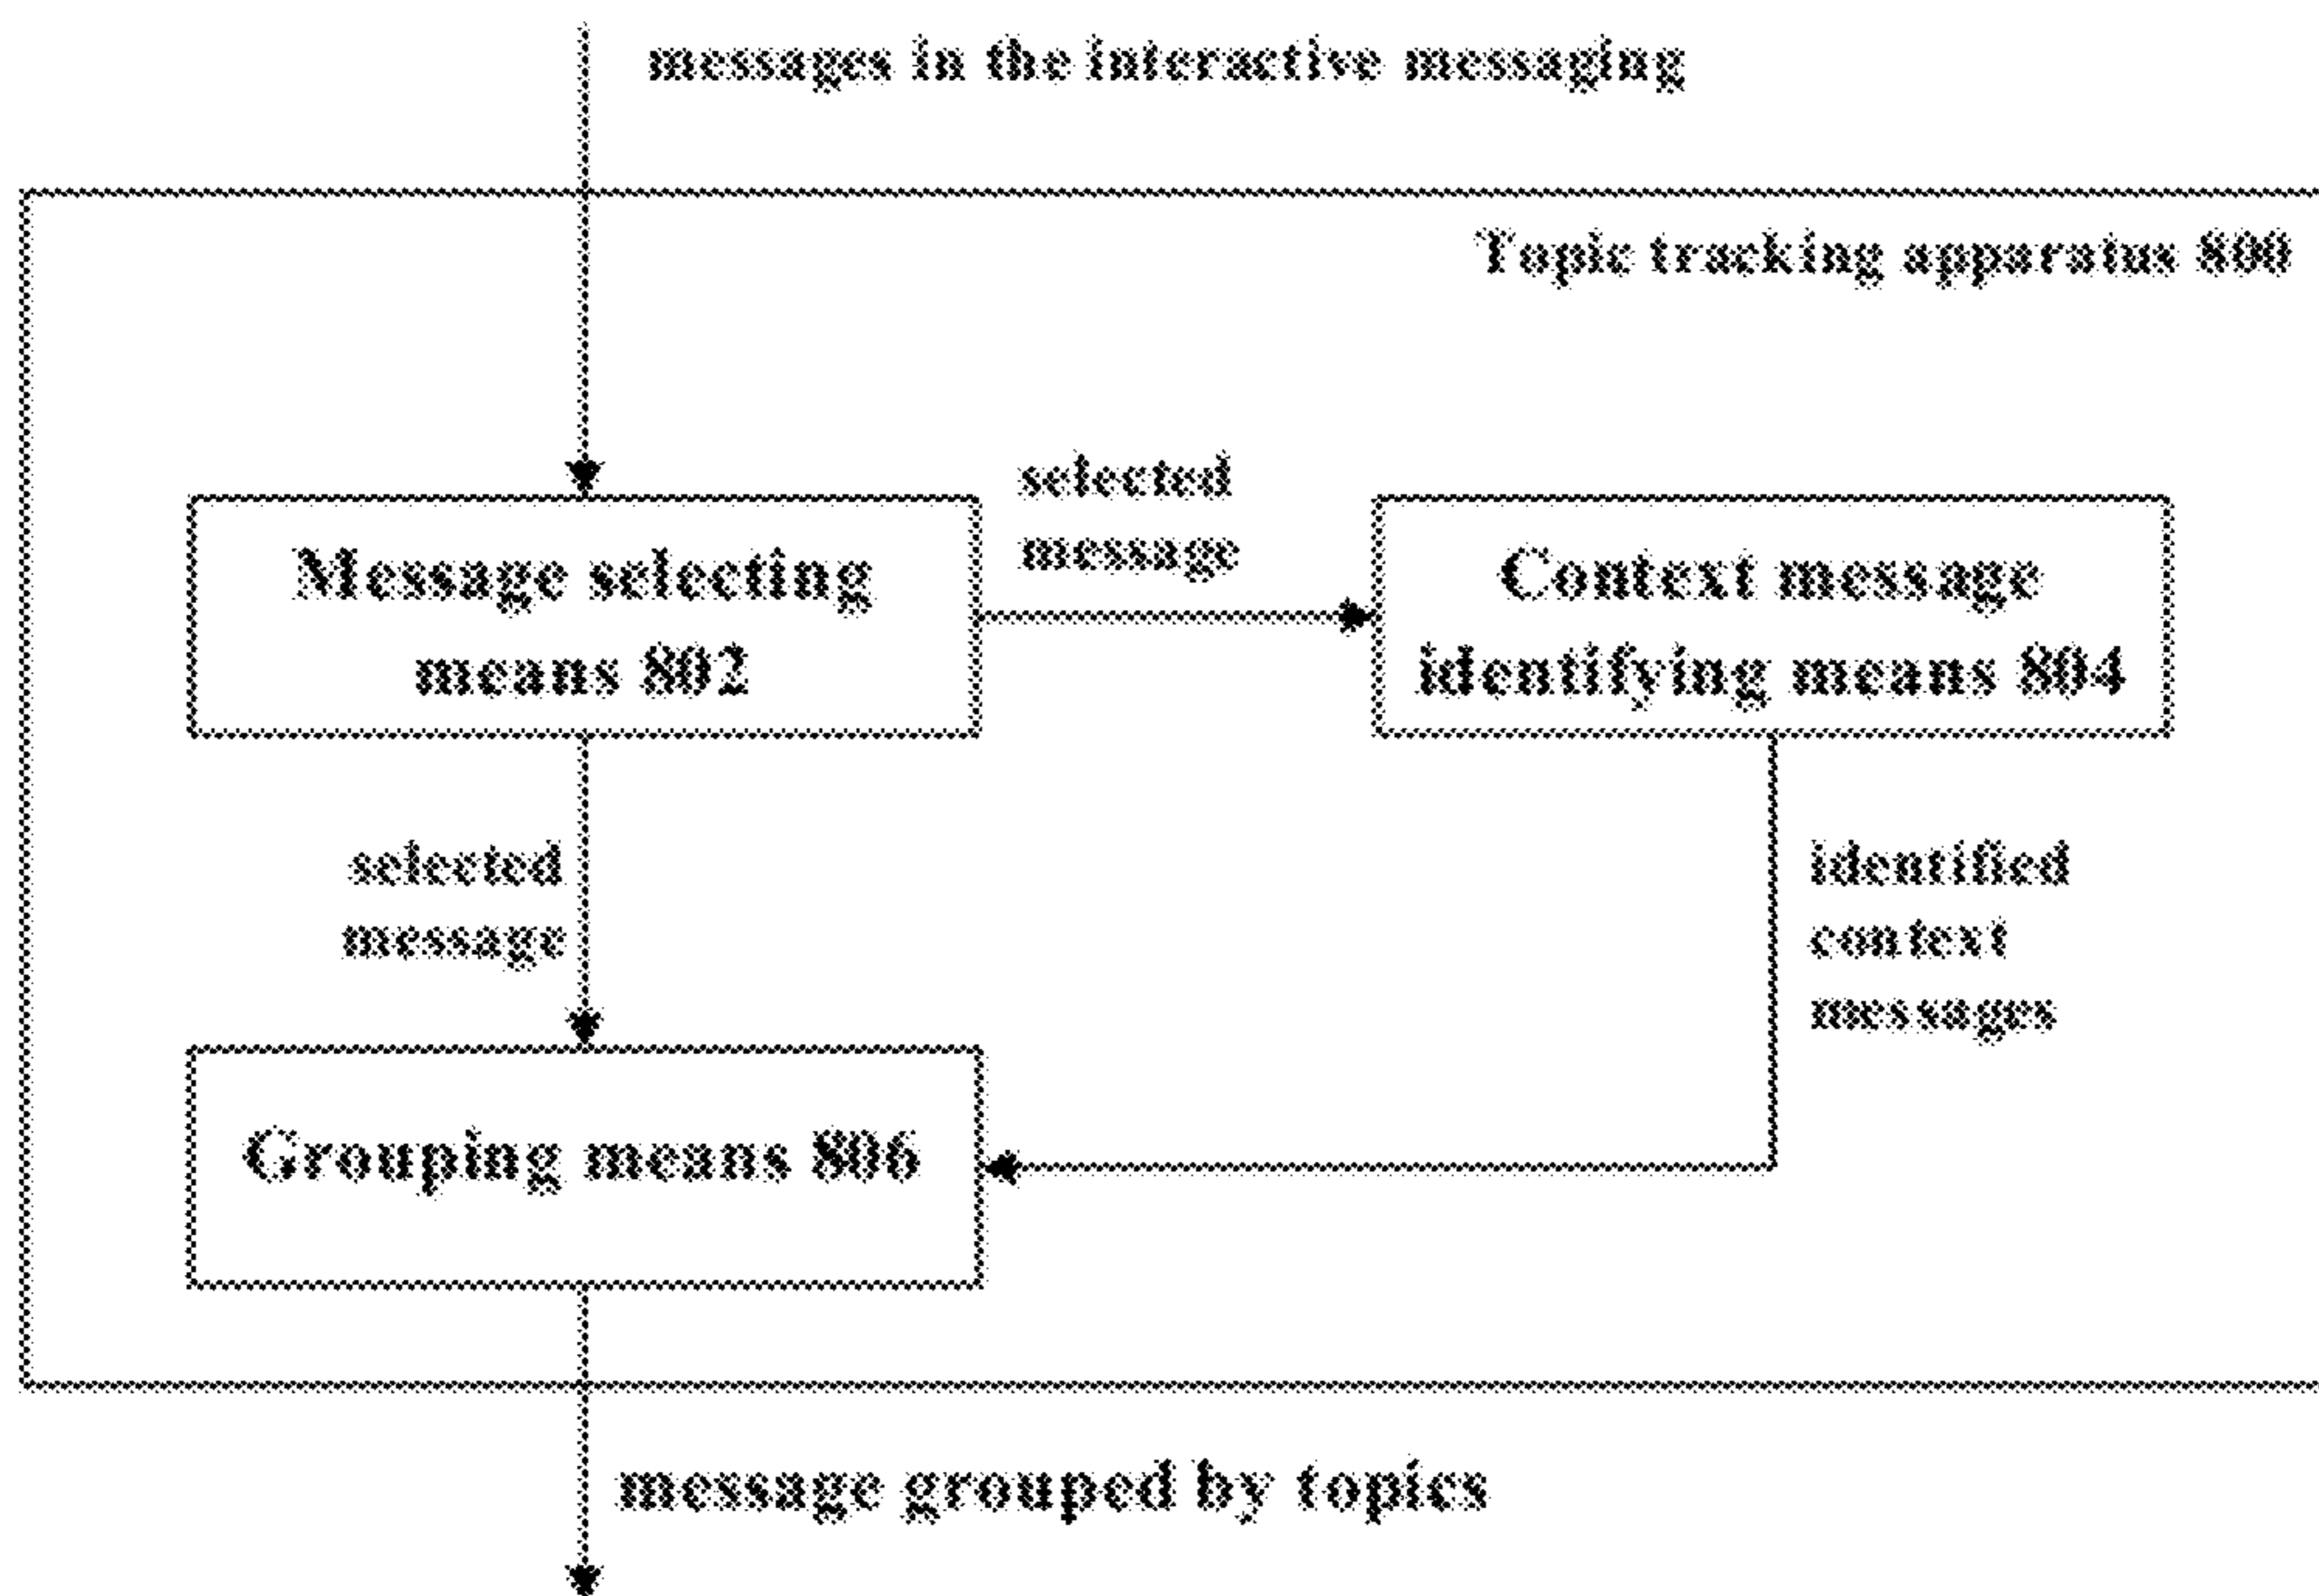 messages in the interactive messaging
Topic tracking apparatus 800
selected
message
Message selecting
means 802
Context message
identifying means 804
selected
message
identified
context
messages
Grouping means 806
message grouped by topics